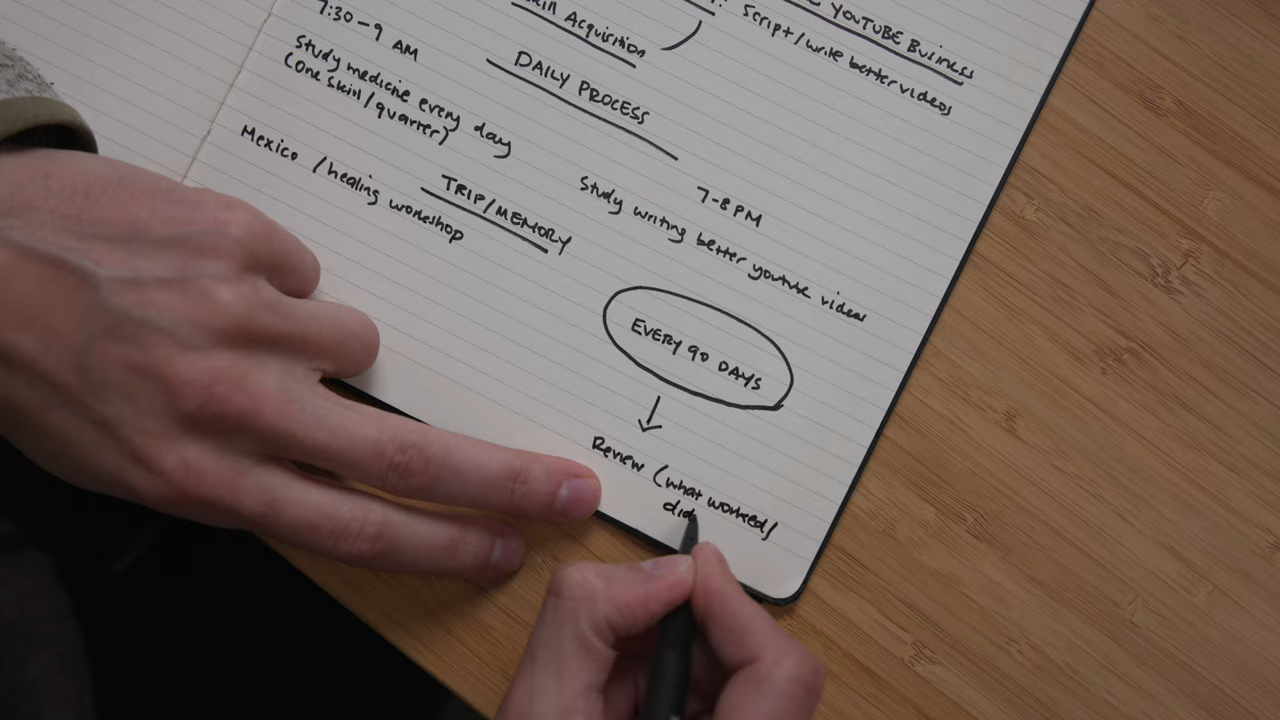 YOUTUBE Business
Script/write better videos
Skill Acquisition
DAILY PROCESS
7:30-9 AM
Study medicine every day
(One skill/quarter)
7-8 PM
Study writing better youtube videos
TRIP/MEMORY
Mexico /healing workshop
EVERY 90 DAYS
Review (what worked/
did